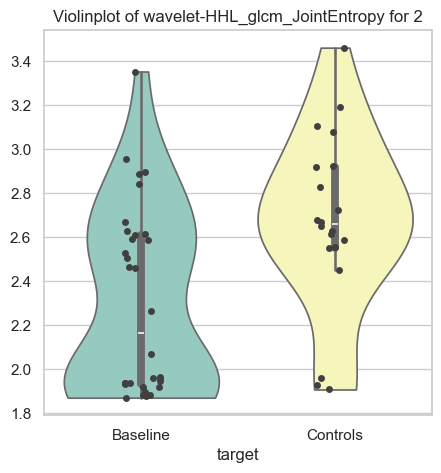 Violinplot of wavelet-HHL_glcm_JointEntropy for 2
3.4
3.2
3.0
2.8
2.6
2.4
2.2
2.0
1.8
Baseline
Controls
target